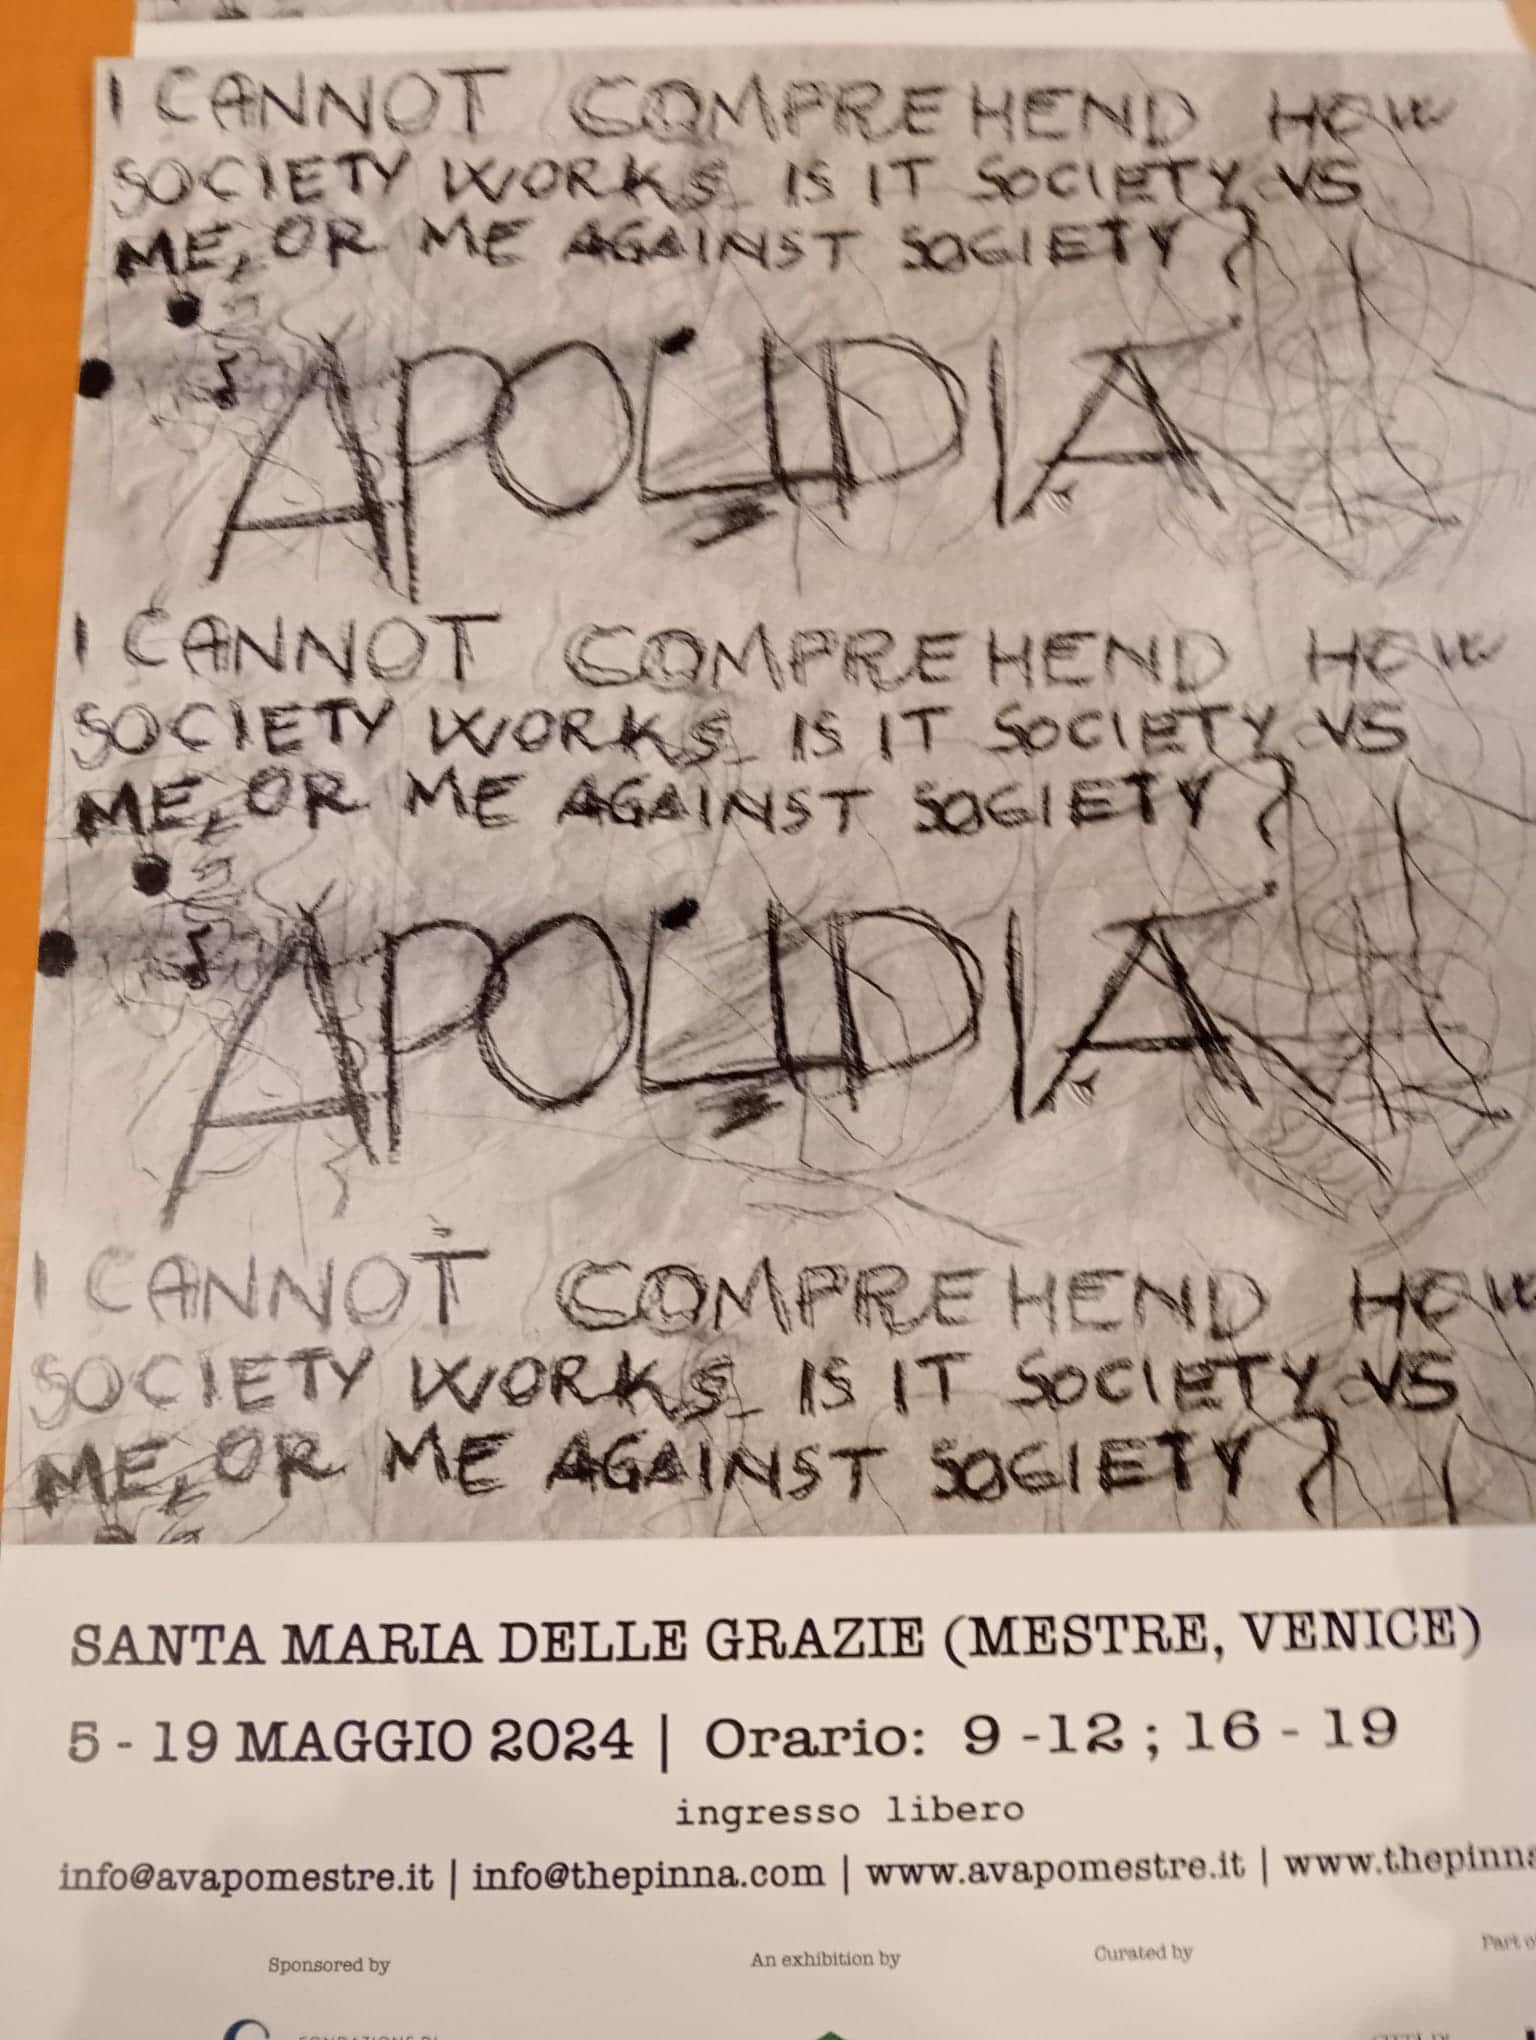 I CANNOT COMPREHEND HOW
SOCIETY WORKS IS IT SOCIETY VS
ME, OR ME AGAINST SOCIETY ?
APOLIDIA
I CANNOT COMPREHEND HOW
SOCIETY WORKS IS IT SOCIETY VS
ME, OR ME AGAINST SOCIETY ?
APOLIDIA
I CANNOT COMPREHEND HOW
SOCIETY WORKS IS IT SOCIETY VS
ME, OR ME AGAINST SOCIETY ?
SANTA MARIA DELLE GRAZIE (MESTRE, VENICE)
5 - 19 MAGGIO 2024 | Orario: 9 -12 ; 16 - 19
ingresso libero
info@avapomestre.it | info@thepinna.com | www.avapomestre.it | www.thepinna
Sponsored by An exhibition by Curated by Part